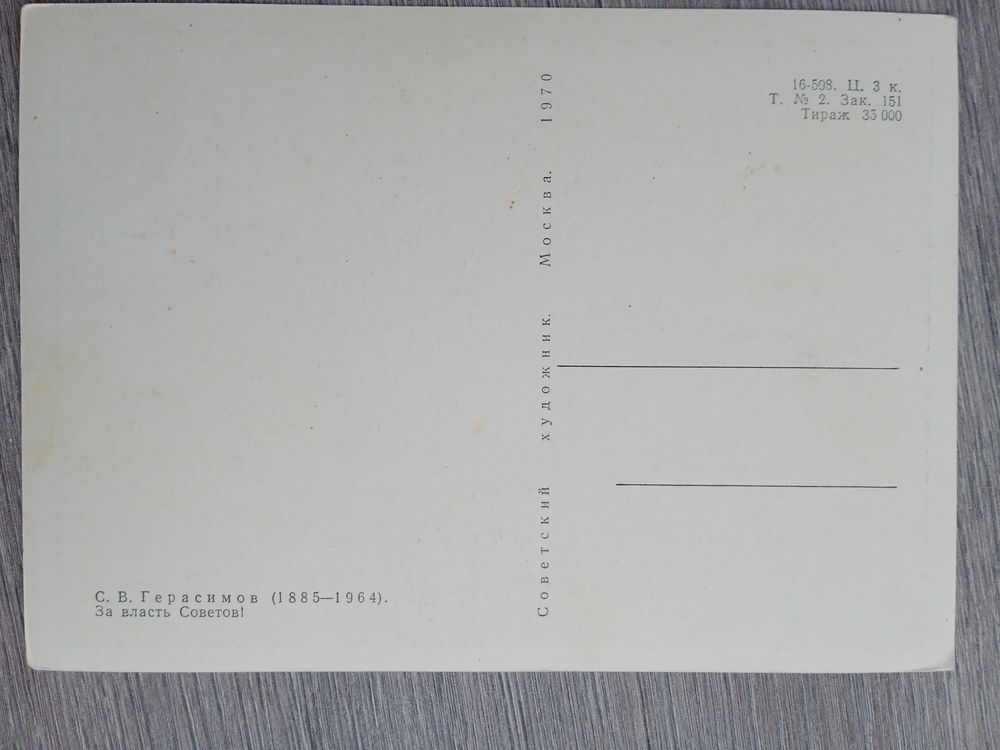 16-598. Ц. 3 к.
Т. № 2. Зак. 151
Тираж 35 000
Советский художник. Москва. 1970
С. В. Герасимов (1885—1964).
За власть Советов!